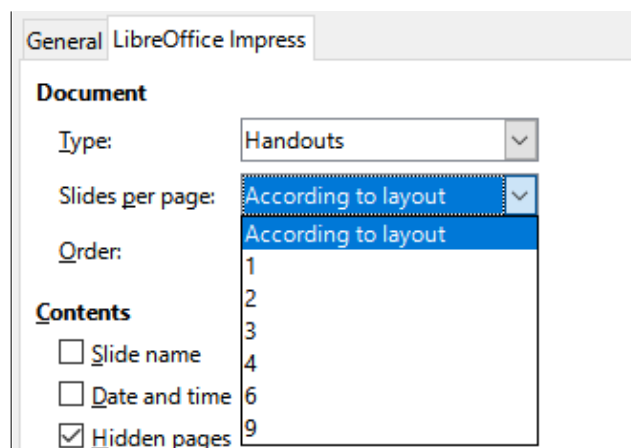 General LibreOffice Impress
Document
Type: Handouts
Slides per page: According to layout
According to layout
Order:
1
2
Contents
3
Slide name
4
Date and time
6
Hidden pages
9